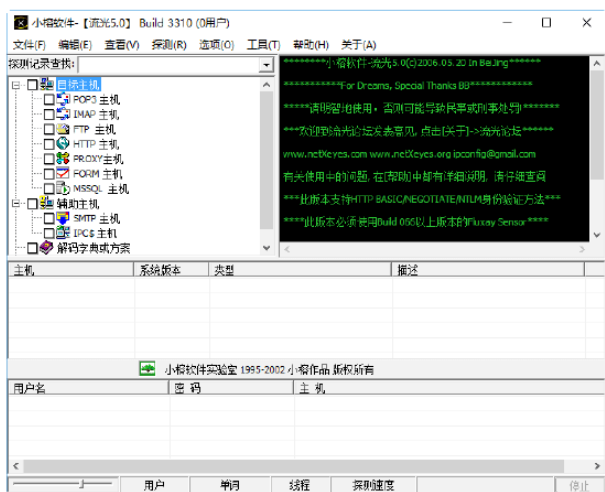 小榕软件-【流光5.0】 Build 3310 (0用户)
文件(F) 编辑(E) 查看(V) 探测(R) 选项(O) 工具(T) 帮助(H) 关于(A)
探测记录查找:
目标主机
POP3 主机
IMAP 主机
FTP 主机
HTTP 主机
PROXY主机
FORM 主机
MSSQL 主机
辅助主机
SMTP 主机
IPC$ 主机
解码字典或方案
********小榕软件-流光5.0(c)2006.05.20 In BeiJing******
***********For Dreams, Special Thanks BB***********
*****请明智地使用，否则可能导致民事或刑事处罚*******
***欢迎到流光论坛发表意见, 点击[关于]->流光论坛******
www.netXeyes.com www.netXeyes.org ipconfig@gmail.com
有关使用中的问题, 在[帮助]中都有详细说明, 请仔细查阅
***此版本支持HTTP BASIC/NEGOTIATE/NTLM身份验证方法***
****此版本必须使用Build 055以上版本的Fluxay Sensor****
主机 系统版本 类型 描述
小榕软件实验室 1995-2002 小榕作品 版权所有
用户名 密 码 主 机
用户 单词 线程 探测速度 停止